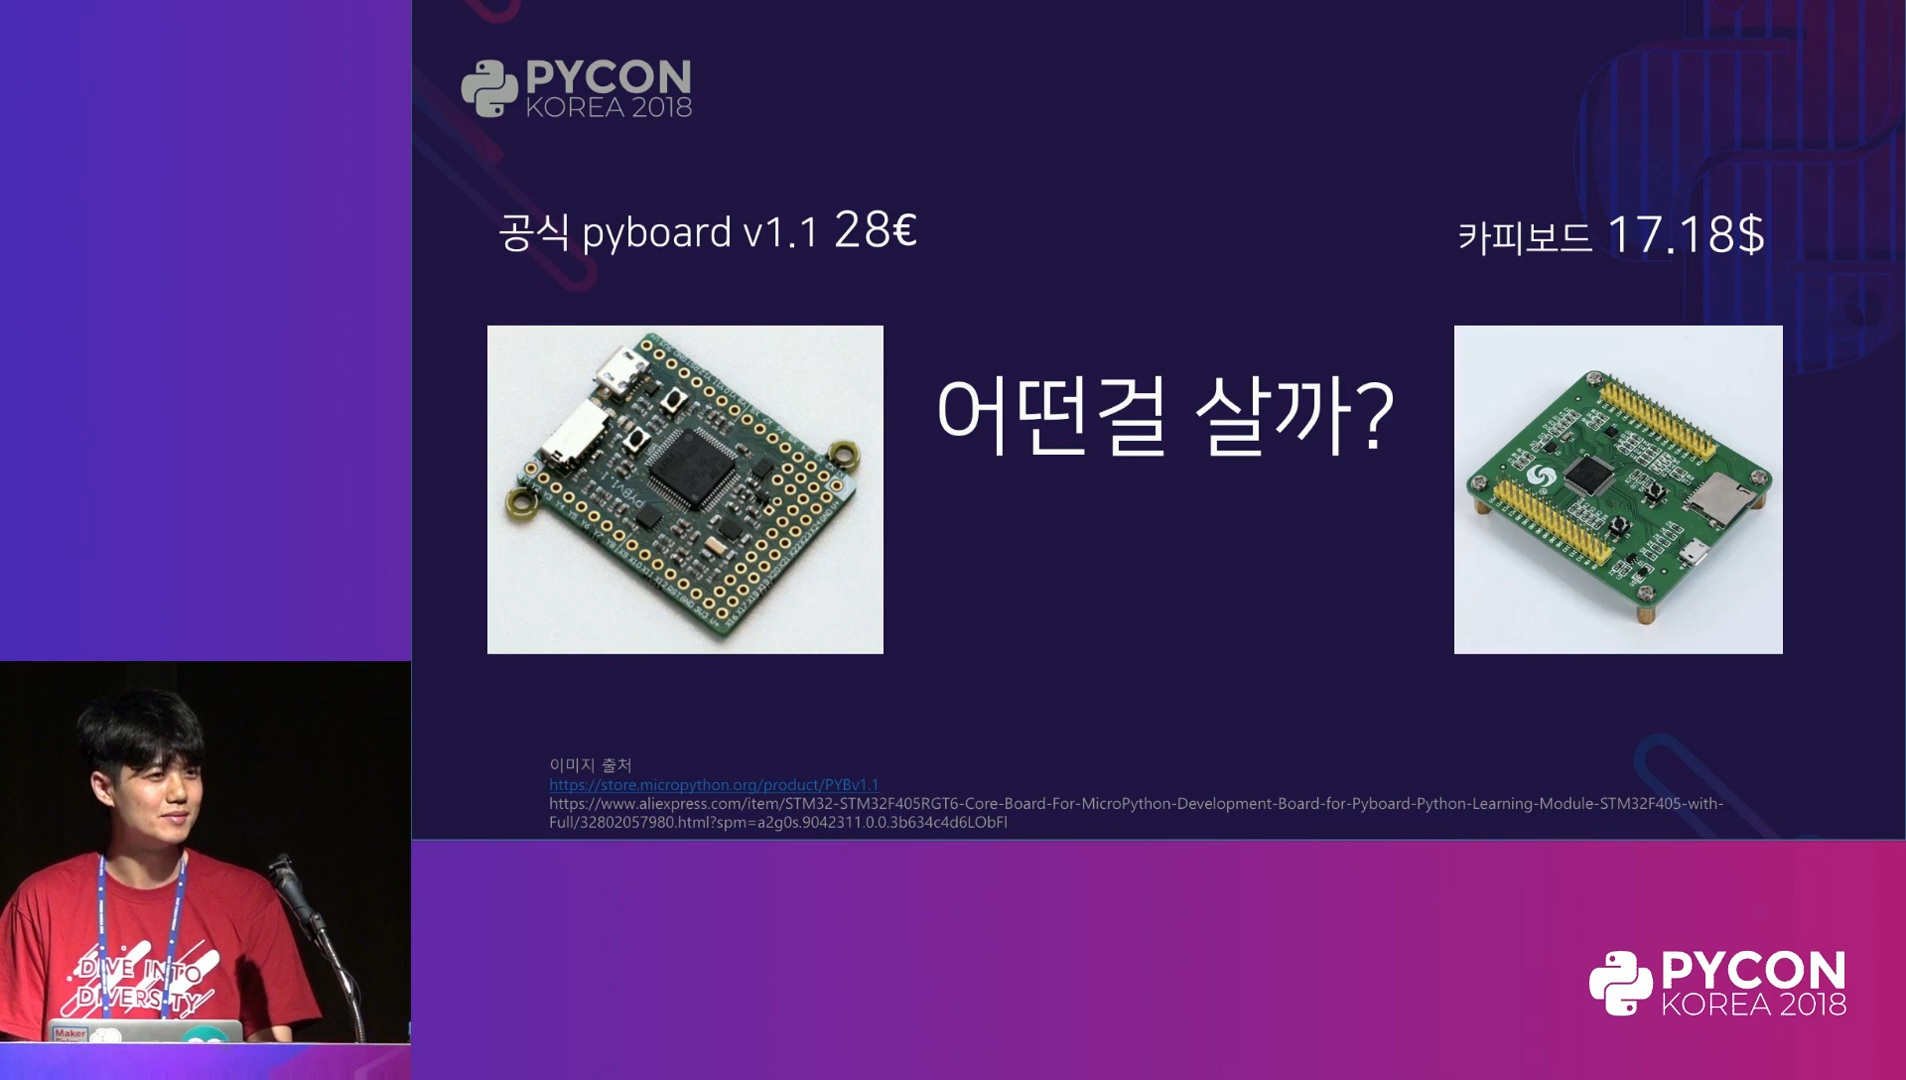 PYCON
KOREA 2018
공식 pyboard v1.1 28€
카피보드 17.18$
어떤걸 살까?
PYBv1.1
이미지 출처
https://store.micropython.org/product/PYBv1.1
https://www.aliexpress.com/item/STM32-STM32F405RGT6-Core-Board-For-MicroPython-Development-Board-for-Pyboard-Python-Learning-Module-STM32F405-with-
Full/32802057980.html?spm=a2g0s.9042311.0.0.3b634c4d6LObFl
DIVE INTO
DIVERSITY
Maker
PYCON
KOREA 2018